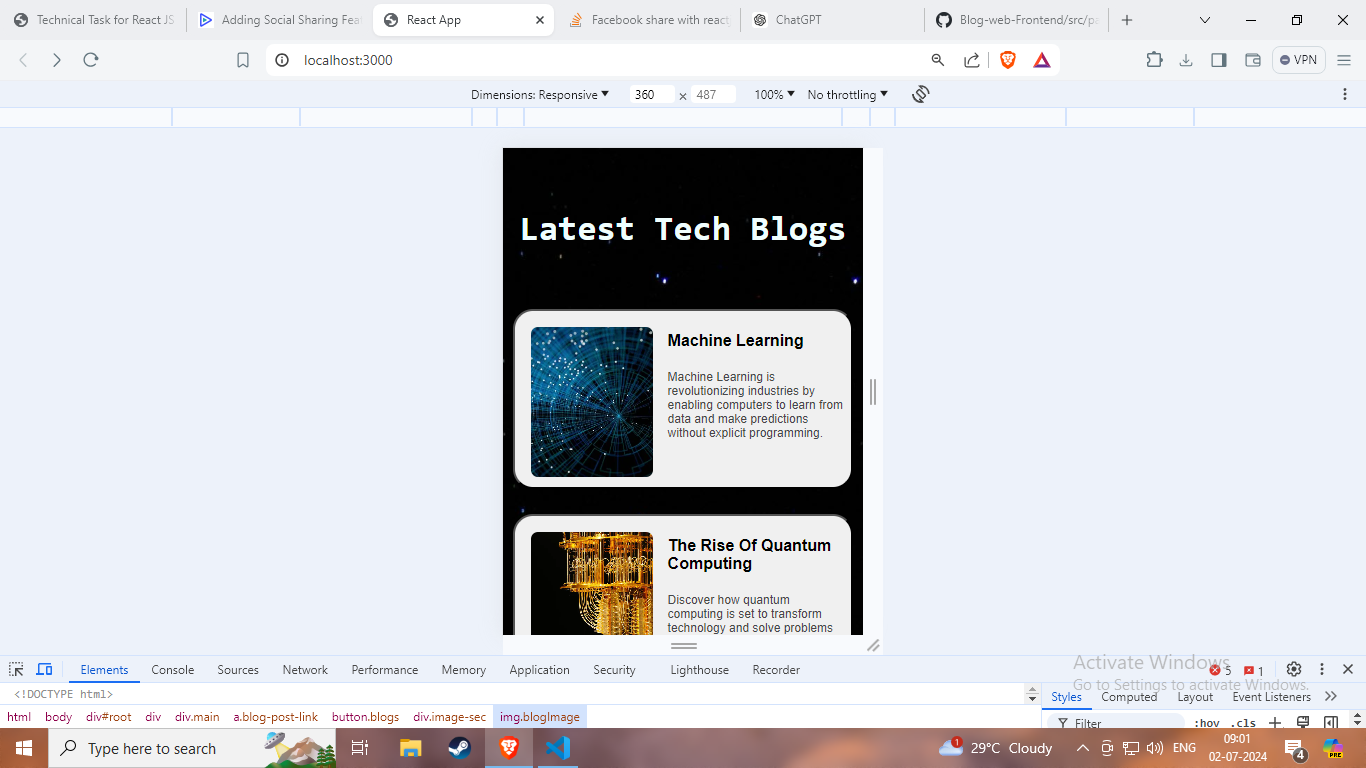 Technical Task for React JS
Adding Social Sharing Fea
React App
Facebook share with react
ChatGPT
Blog-web-Frontend/src/pa
localhost:3000
VPN
Dimensions: Responsive
360 × 487
100%
No throttling
Latest Tech Blogs
Machine Learning
Machine Learning is
revolutionizing industries by
enabling computers to learn from
data and make predictions
without explicit programming.
The Rise Of Quantum
Computing
Discover how quantum
computing is set to transform
technology and solve problems
Elements Console Sources Network Performance Memory Application Security Lighthouse Recorder
5 1
Activate Windows
Go to Settings to activate Windows.
<!DOCTYPE html>
Styles Computed Layout Event Listeners
html body div#root div div.main a.blog-post-link button.blogs div.image-sec img.blogImage
Filter :hov .cls
Type here to search
1
29°C Cloudy
ENG
09:01
02-07-2024
4
PRE